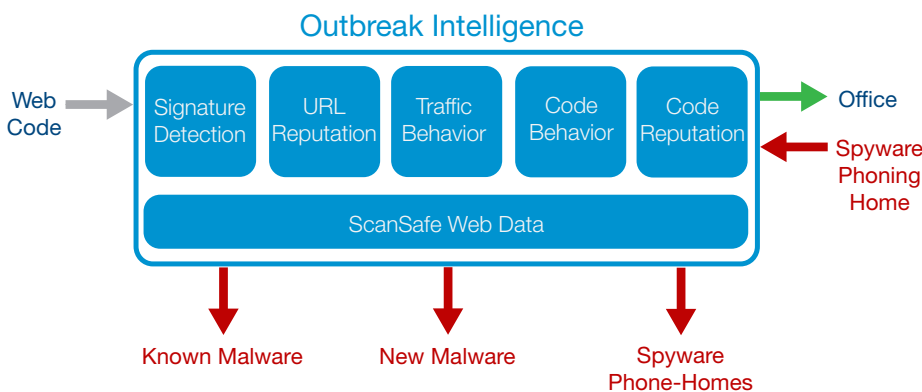 Outbreak Intelligence
Web
Code
Signature
Detection
URL
Reputation
Traffic
Behavior
Code
Behavior
Code
Reputation
Office
Spyware
Phoning
Home
ScanSafe Web Data
Known Malware
New Malware
Spyware
Phone-Homes